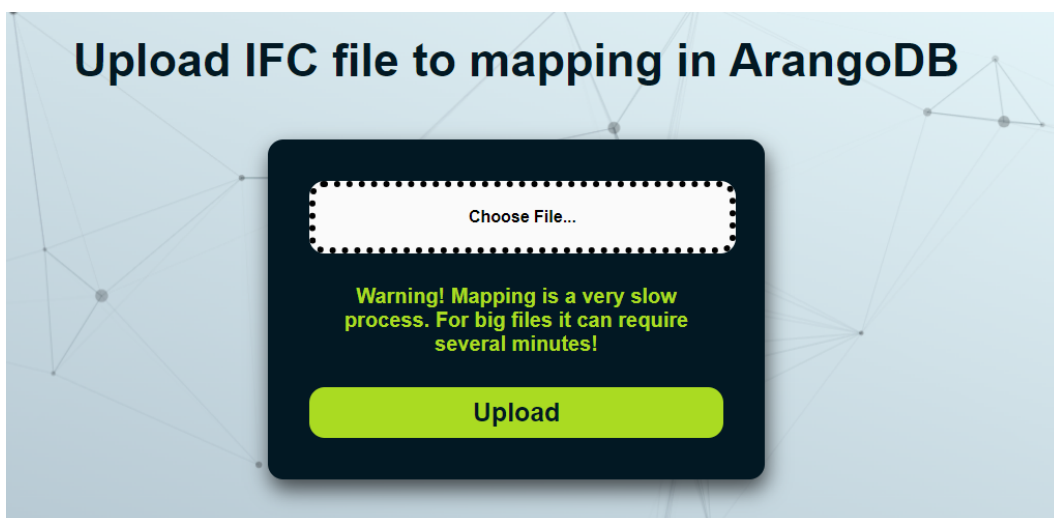 Upload IFC file to mapping in ArangoDB
Choose File...
Warning! Mapping is a very slow
process. For big files it can require
several minutes!
Upload